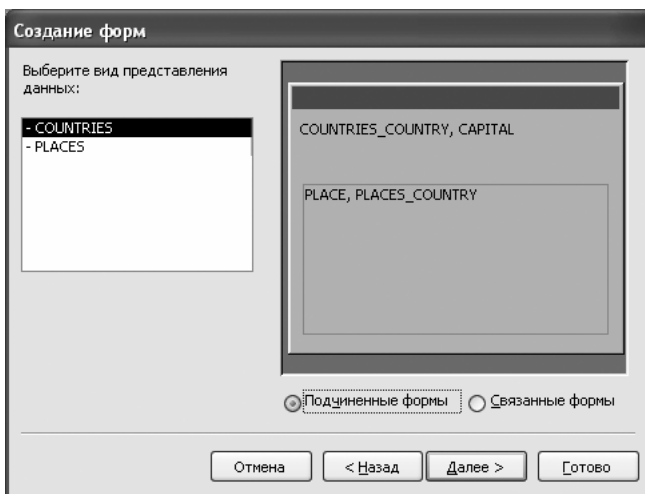 Создание форм
Выберите вид представления
данных:
- COUNTRIES
- PLACES
COUNTRIES_COUNTRY, CAPITAL
PLACE, PLACES_COUNTRY
Подчиненные формы
Связанные формы
Отмена
< Назад
Далее >
Готово